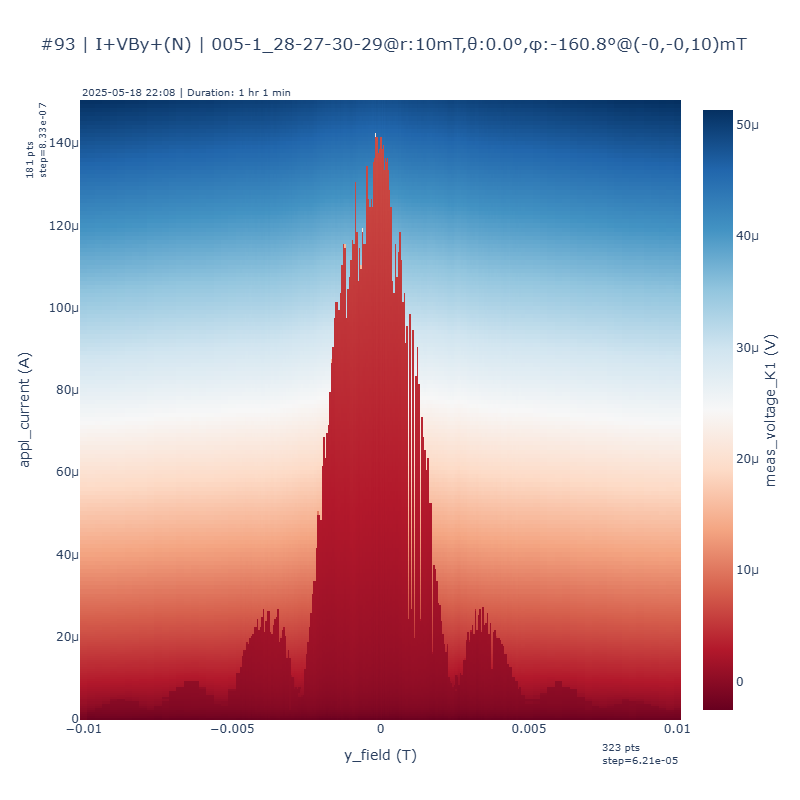 #93 | I+VBy+(N) | 005-1_28-27-30-29@r:10mT,θ:0.0º,φ:-160.8º@(-0,-0,10)mT
2025-05-18 22:08 | Duration: 1 hr 1 min
181 pts
step=8.33e-07
appl_current (A)
140μ
120μ
100μ
80μ
60μ
40μ
20μ
0
−0.01
−0.005
0
0.005
0.01
y_field (T)
323 pts
step=6.21e-05
50μ
40μ
30μ
20μ
10μ
0
meas_voltage_K1 (V)